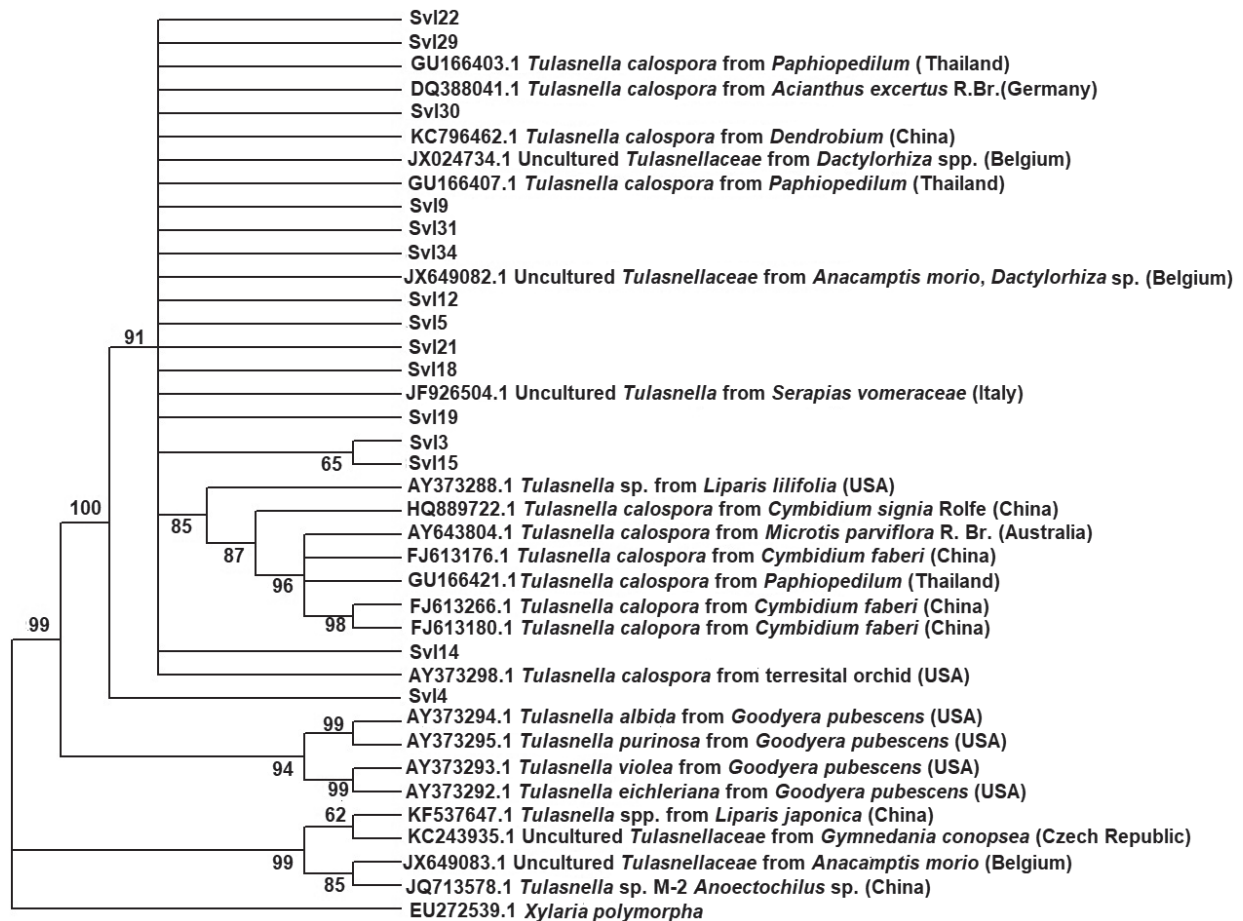 Svl22
Svl29
GU166403.1 Tulasnella calospora from Paphiopedilum (Thailand)
DQ388041.1 Tulasnella calospora from Acianthus excertus R.Br.(Germany)
Svl30
KC796462.1 Tulasnella calospora from Dendrobium (China)
JX024734.1 Uncultured Tulasnellaceae from Dactylorhiza spp. (Belgium)
GU166407.1 Tulasnella calospora from Paphiopedilum (Thailand)
Svl9
Svl31
Svl34
JX649082.1 Uncultured Tulasnellaceae from Anacamptis morio, Dactylorhiza sp. (Belgium)
Svl12
Svl5
91
Svl21
Svl18
JF926504.1 Uncultured Tulasnella from Serapias vomeraceae (Italy)
Svl19
Svl3
65
Svl15
AY373288.1 Tulasnella sp. from Liparis lilifolia (USA)
100
85
HQ889722.1 Tulasnella calospora from Cymbidium signia Rolfe (China)
AY643804.1 Tulasnella calospora from Microtis parviflora R. Br. (Australia)
87
FJ613176.1 Tulasnella calospora from Cymbidium faberi (China)
96
GU166421.1 Tulasnella calospora from Paphiopedilum (Thailand)
FJ613266.1 Tulasnella calopora from Cymbidium faberi (China)
99
98
FJ613180.1 Tulasnella calopora from Cymbidium faberi (China)
Svl14
AY373298.1 Tulasnella calospora from terresital orchid (USA)
Svl4
AY373294.1 Tulasnella albida from Goodyera pubescens (USA)
99
AY373295.1 Tulasnella purinosa from Goodyera pubescens (USA)
94
AY373293.1 Tulasnella violea from Goodyera pubescens (USA)
99
AY373292.1 Tulasnella eichleriana from Goodyera pubescens (USA)
62
KF537647.1 Tulasnella spp. from Liparis japonica (China)
KC243935.1 Uncultured Tulasnellaceae from Gymnedania conopsea (Czech Republic)
99
JX649083.1 Uncultured Tulasnellaceae from Anacamptis morio (Belgium)
85
JQ713578.1 Tulasnella sp. M-2 Anoectochilus sp. (China)
EU272539.1 Xylaria polymorpha